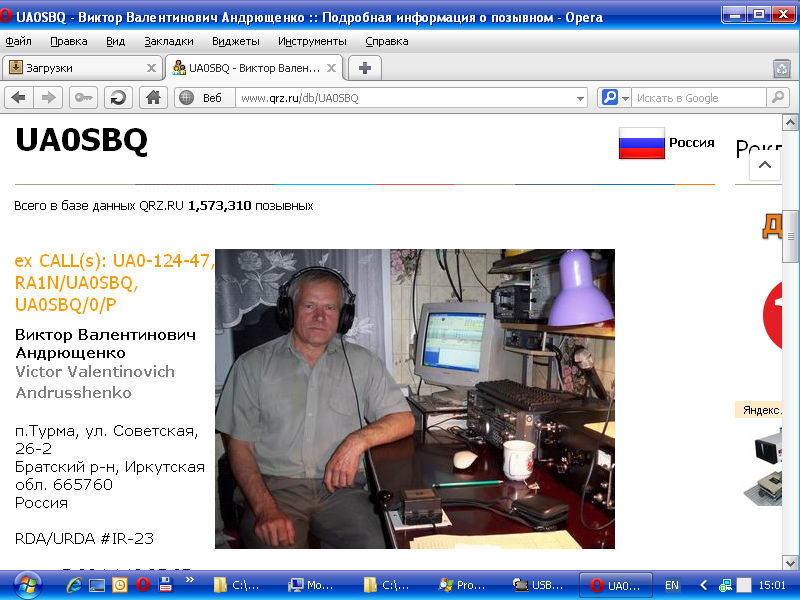 UA0SBQ - Виктор Валентинович Андрющенко :: Подробная информация о позывном - Opera
Файл Правка Вид Закладки Виджеты Инструменты Справка
Загрузки UA0SBQ - Виктор Вален...
Веб www.qrz.ru/db/UA0SBQ Искать в Google
UA0SBQ
Россия
Всего в базе данных QRZ.RU 1,573,310 позывных
ex CALL(s): UA0-124-47,
RA1N/UA0SBQ,
UA0SBQ/0/P
Виктор Валентинович
Андрющенко
Victor Valentinovich
Andrusshenko
п.Турма, ул. Советская,
26-2
Братский р-н, Иркутская
обл. 665760
Россия
RDA/URDA #IR-23
Яндекс.
C:\... Mo... C:\... Pro... USB... UA0... EN 15:01